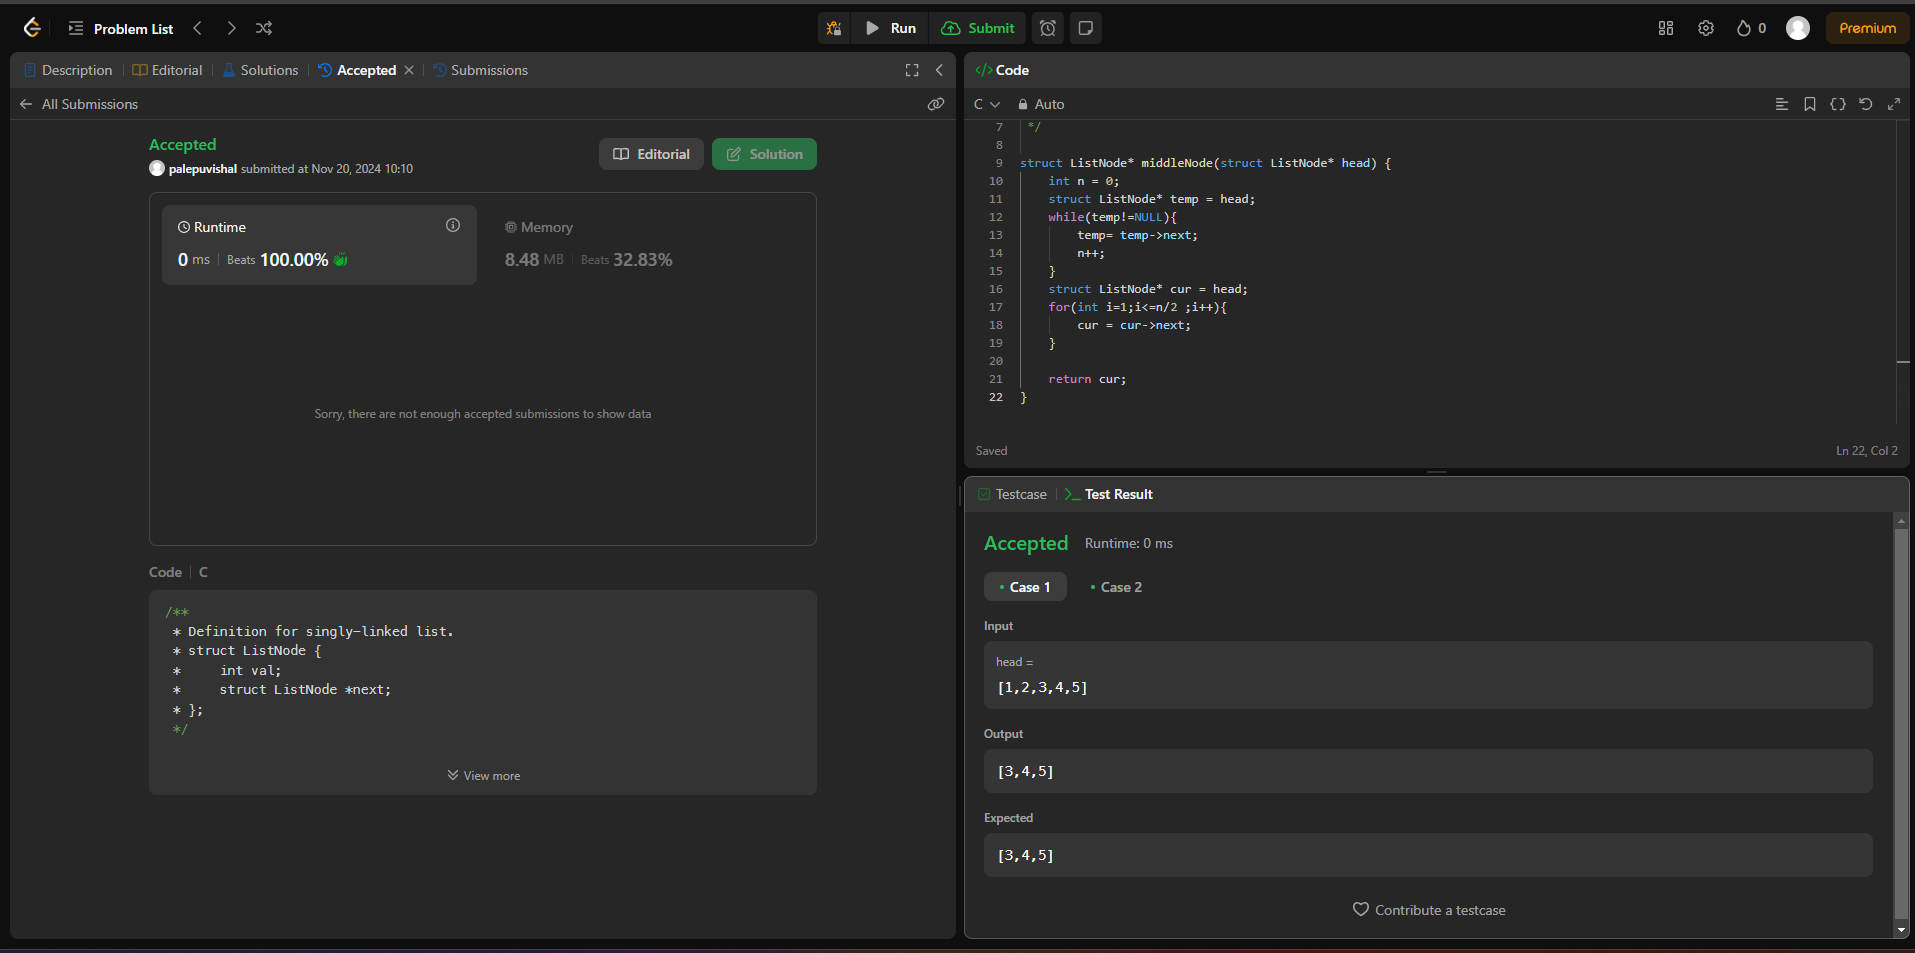 Problem List
Run
Submit
0
Premium
Description
Editorial
Solutions
Accepted
Submissions
All Submissions
Accepted
palepuvishal submitted at Nov 20, 2024 10:10
Editorial
Solution
Runtime
0 ms Beats 100.00%
Memory
8.48 MB Beats 32.83%
Sorry, there are not enough accepted submissions to show data
Code C
/**
* Definition for singly-linked list.
* struct ListNode {
*     int val;
*     struct ListNode *next;
* };
*/
View more
</> Code
C Auto
7 */
8
9 struct ListNode* middleNode(struct ListNode* head) {
10     int n = 0;
11     struct ListNode* temp = head;
12     while(temp!=NULL){
13         temp= temp->next;
14         n++;
15     }
16     struct ListNode* cur = head;
17     for(int i=1;i<=n/2 ;i++){
18         cur = cur->next;
19     }
20
21     return cur;
22 }
Saved
Ln 22, Col 2
Testcase
Test Result
Accepted Runtime: 0 ms
Case 1
Case 2
Input
head =
[1,2,3,4,5]
Output
[3,4,5]
Expected
[3,4,5]
Contribute a testcase